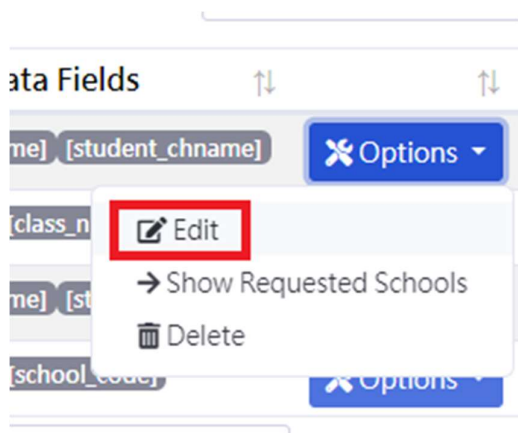 ata Fields
me] [student_chname] Options
[class_n
Edit
me] [st
Show Requested Schools
Delete
[school_code] Options